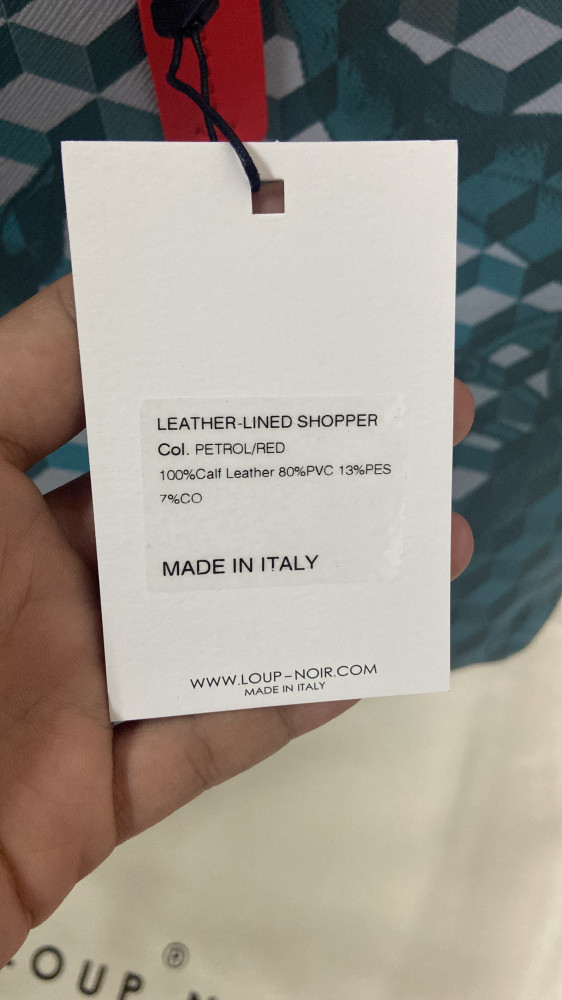 LEATHER-LINED SHOPPER
Col. PETROL/RED
100%Calf Leather 80%PVC 13%PES
7%CO
MADE IN ITALY
WWW.LOUP-NOIR.COM
MADE IN ITALY
OUP
®